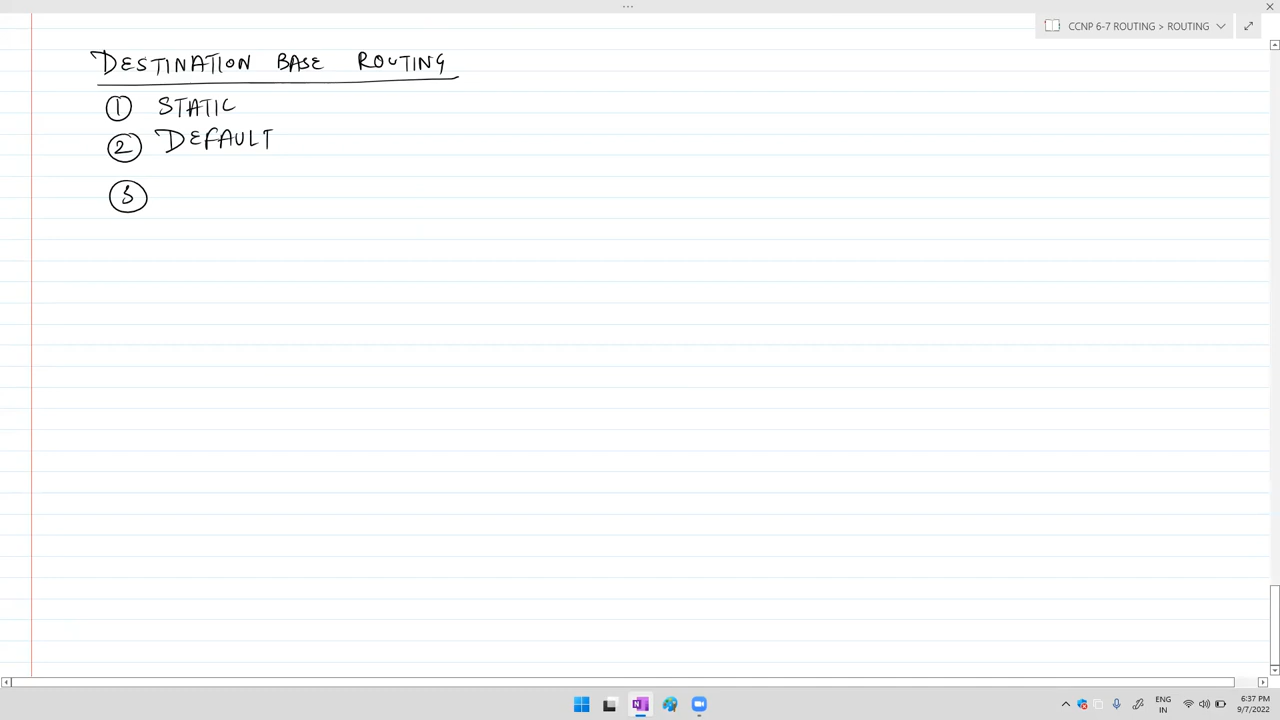 ...
CCNP 6-7 ROUTING > ROUTING
DESTINATION BASE ROUTING
① STATIC
② DEFAULT
③
ENG
IN
6:37 PM
9/7/2022